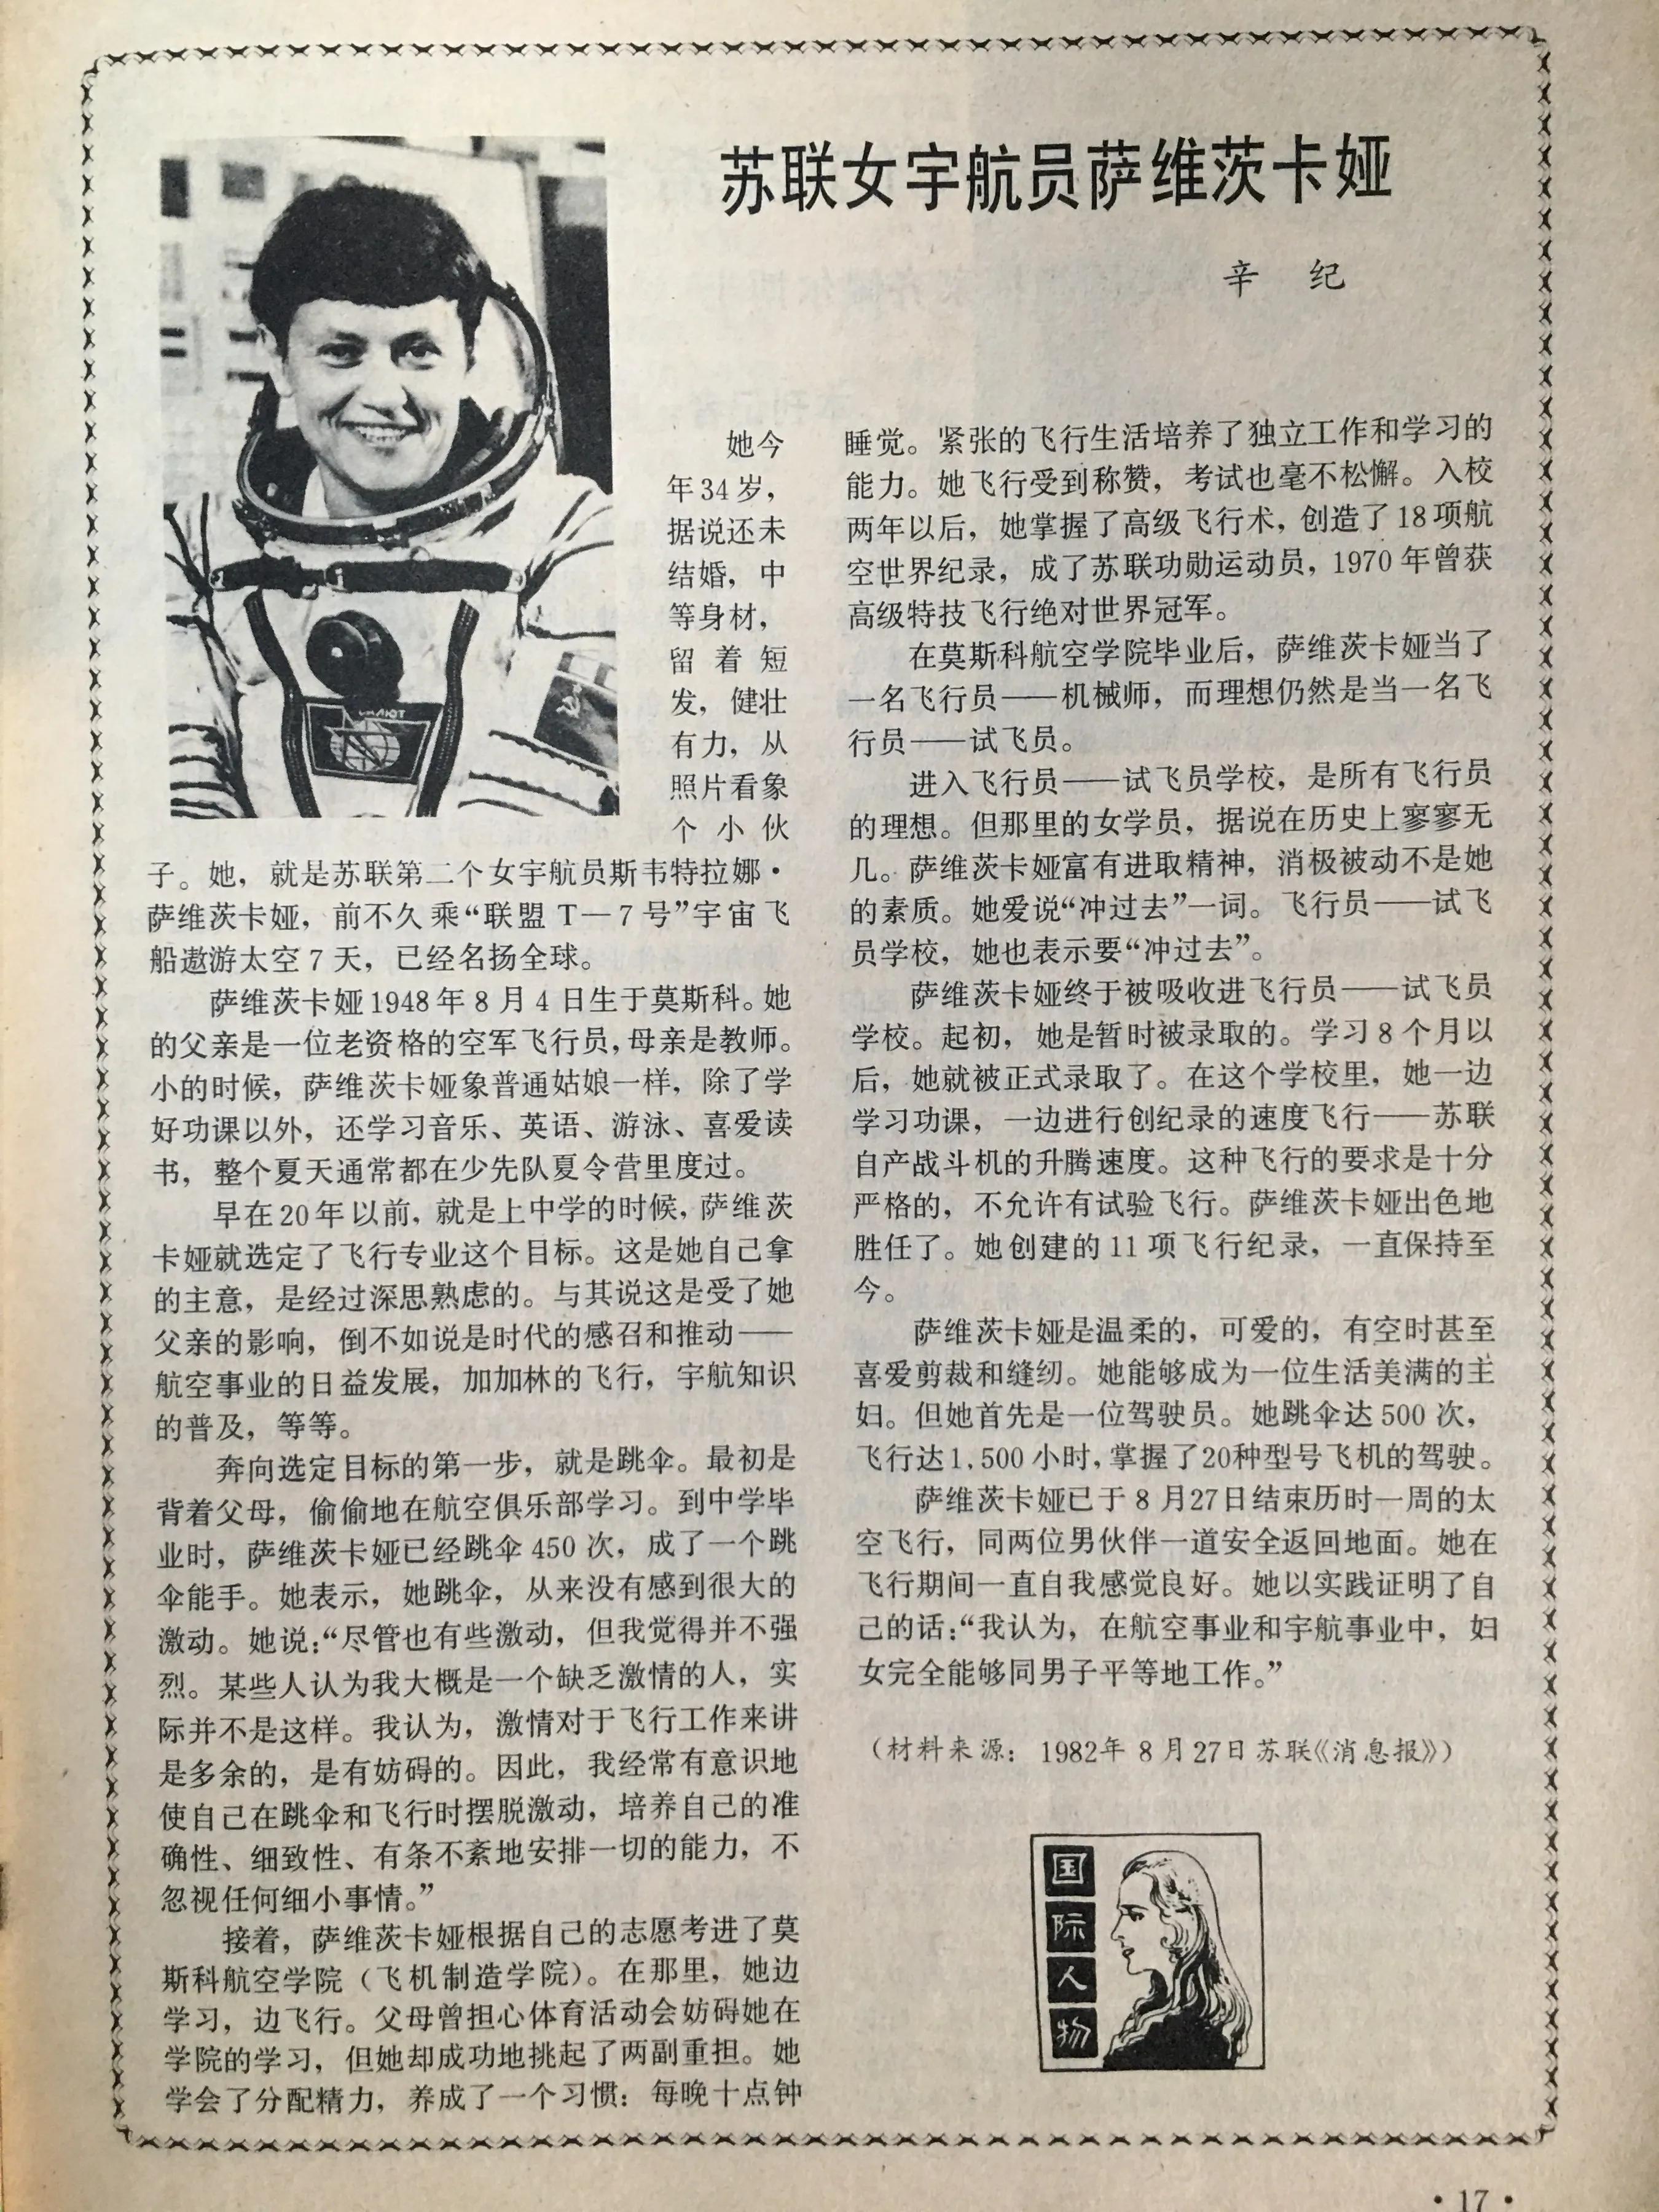 苏联女宇航员萨维茨卡娅
辛 纪
她今
年34岁，
据说还未
结婚，中
等身材，
留着短
发，健壮
有力，从
照片看象
个小伙
子。她，就是苏联第二个女宇航员斯韦特拉娜·
萨维茨卡娅，前不久乘“联盟T—7号”宇宙飞
船遨游太空7天，已经名扬全球。
萨维茨卡娅1948年8月4日生于莫斯科。她
的父亲是一位老资格的空军飞行员，母亲是教师。
小的时候，萨维茨卡娅象普通姑娘一样，除了学
好功课以外，还学习音乐、英语、游泳、喜爱读
书，整个夏天通常都在少先队夏令营里度过。
早在20年以前，就是上中学的时候，萨维茨
卡娅就选定了飞行专业这个目标。这是她自己拿
的主意，是经过深思熟虑的。与其说这是受了她
父亲的影响，倒不如说是时代的感召和推动——
航空事业的日益发展，加加林的飞行，宇航知识
的普及，等等。
奔向选定目标的第一步，就是跳伞。最初是
背着父母，偷偷地在航空俱乐部学习。到中学毕
业时，萨维茨卡娅已经跳伞450次，成了一个跳
伞能手。她表示，她跳伞，从来没有感到很大的
激动。她说：“尽管也有些激动，但我觉得并不强
烈。某些人认为我大概是一个缺乏激情的人，实
际并不是这样。我认为，激情对于飞行工作来讲
是多余的，是有妨碍的。因此，我经常有意识地
使自己在跳伞和飞行时摆脱激动，培养自己的准
确性、细致性、有条不紊地安排一切的能力，不
忽视任何细小事情。”
接着，萨维茨卡娅根据自己的志愿考进了莫
斯科航空学院（飞机制造学院）。在那里，她边
学习，边飞行。父母曾担心体育活动会妨碍她在
学院的学习，但她却成功地挑起了两副重担。她
学会了分配精力，养成了一个习惯：每晚十点钟
睡觉。紧张的飞行生活培养了独立工作和学习的
能力。她飞行受到称赞，考试也毫不松懈。入校
两年以后，她掌握了高级飞行术，创造了18项航
空世界纪录，成了苏联功勋运动员，1970年曾获
高级特技飞行绝对世界冠军。
在莫斯科航空学院毕业后，萨维茨卡娅当了
一名飞行员——机械师，而理想仍然是当一名飞
行员——试飞员。
进入飞行员——试飞员学校，是所有飞行员
的理想。但那里的女学员，据说在历史上寥寥无
几。萨维茨卡娅富有进取精神，消极被动不是她
的素质。她爱说“冲过去”一词。飞行员——试飞
员学校，她也表示要“冲过去”。
萨维茨卡娅终于被吸收进飞行员——试飞员
学校。起初，她是暂时被录取的。学习8个月以
后，她就被正式录取了。在这个学校里，她一边
学习功课，一边进行创纪录的速度飞行——苏联
自产战斗机的升腾速度。这种飞行的要求是十分
严格的，不允许有试验飞行。萨维茨卡娅出色地
胜任了。她创建的11项飞行纪录，一直保持至
今。
萨维茨卡娅是温柔的，可爱的，有空时甚至
喜爱剪裁和缝纫。她能够成为一位生活美满的主
妇。但她首先是一位驾驶员。她跳伞达500次，
飞行达1,500小时，掌握了20种型号飞机的驾驶。
萨维茨卡娅已于8月27日结束历时一周的太
空飞行，同两位男伙伴一道安全返回地面。她在
飞行期间一直自我感觉良好。她以实践证明了自
己的话：“我认为，在航空事业和宇航事业中，妇
女完全能够同男子平等地工作。”
（材料来源：1982年8月27日苏联《消息报》）
国
际
人
物
·17·